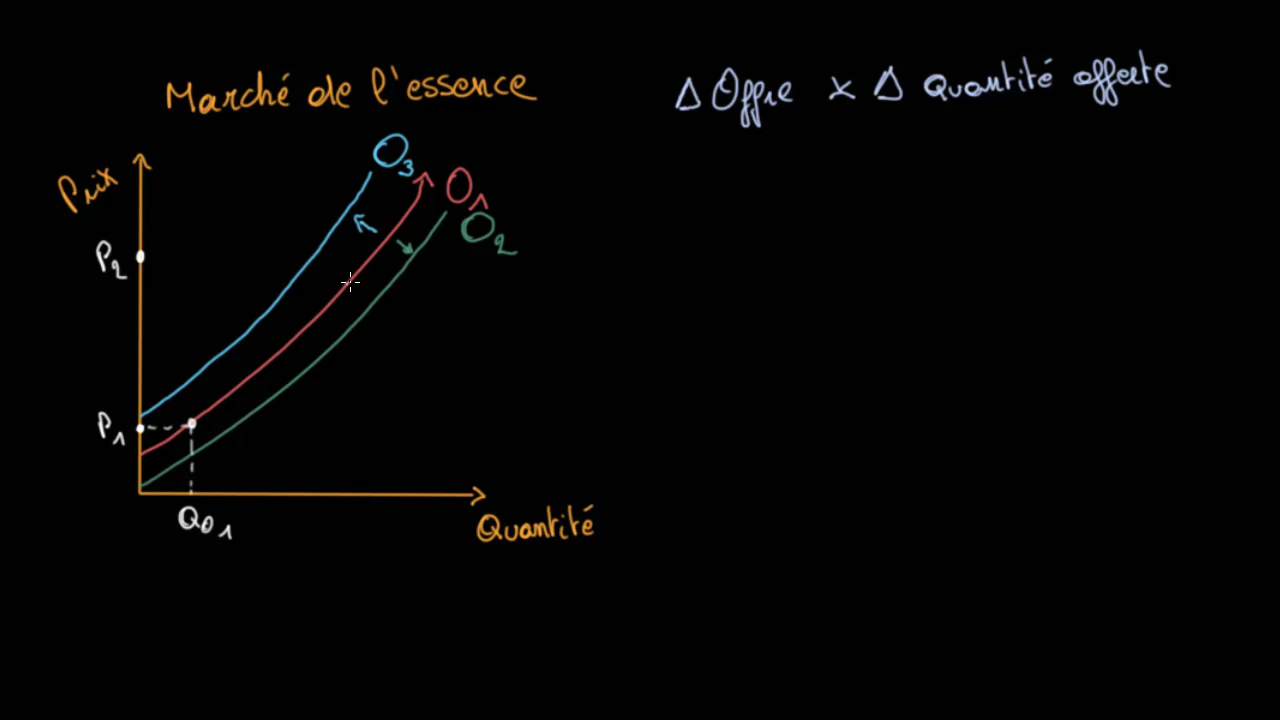 Marché de l'essence
Δ Offre × Δ Quantité offerte
Prix
O3
O1
O2
P2
P1
QO1
Quantité